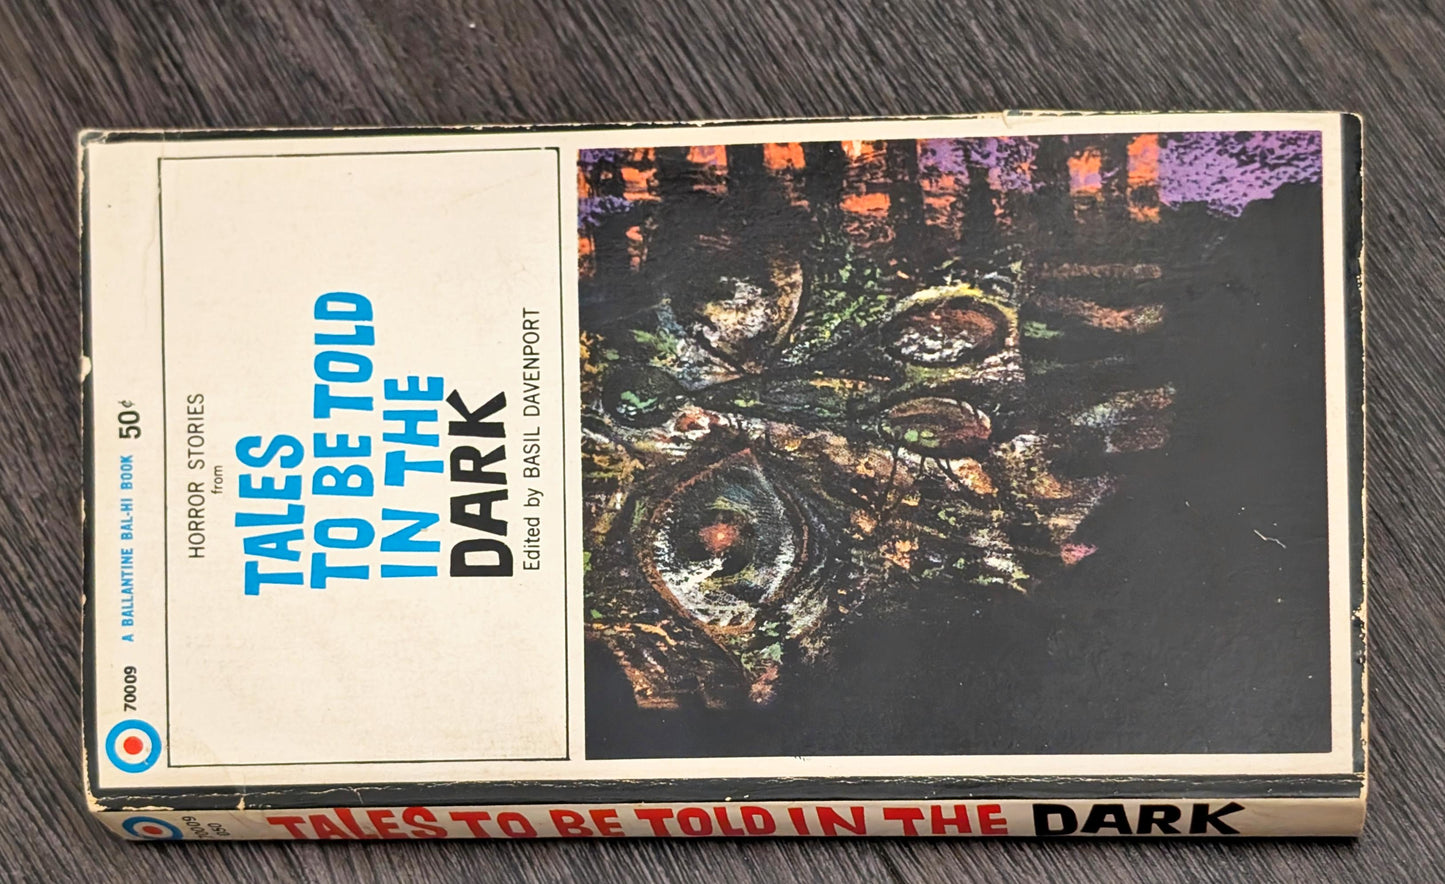 70009 A BALLANTINE BAL-HI BOOK 50¢
HORROR STORIES
from
TALES
TO BE TOLD
IN THE
DARK
Edited by BASIL DAVENPORT
050
70009
TALES TO BE TOLD IN THE DARK